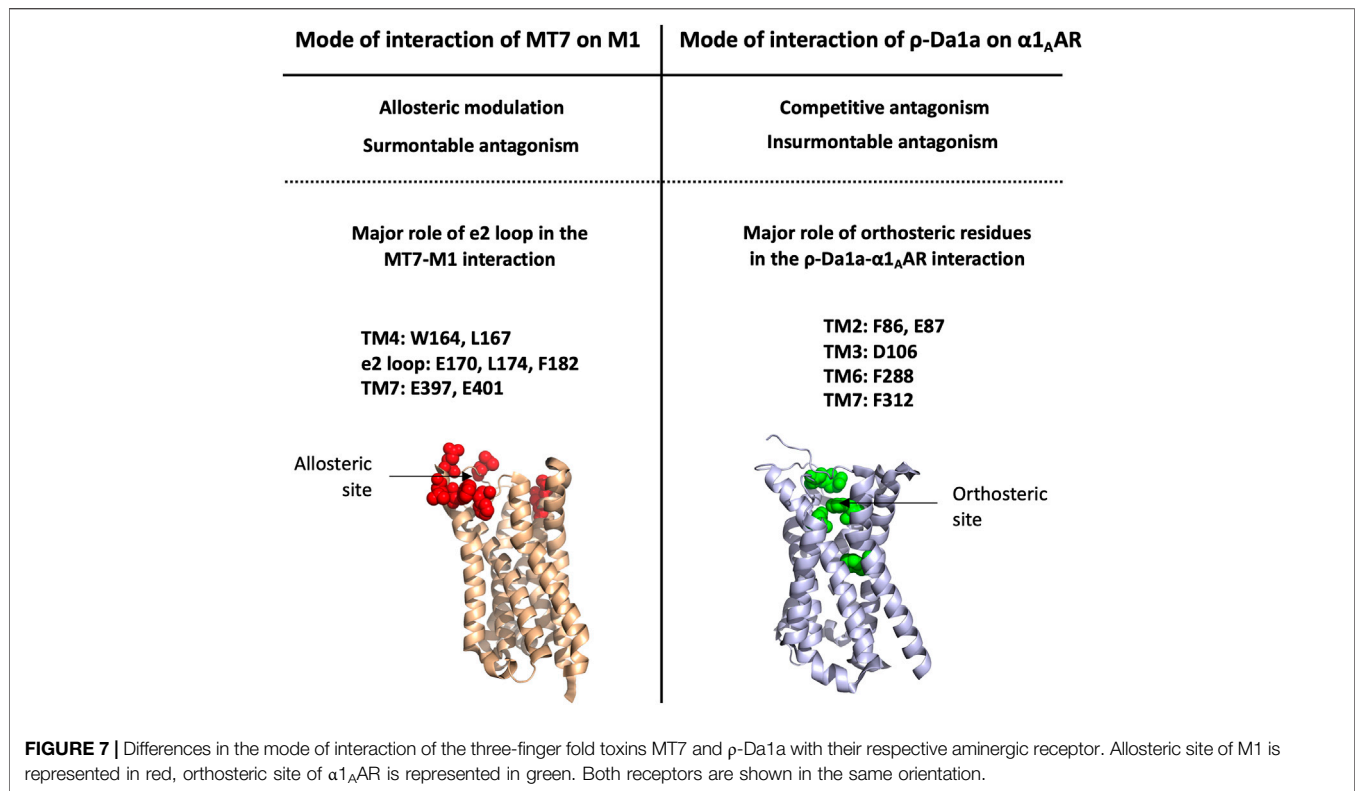 Mode of interaction of MT7 on M1
Mode of interaction of ρ-Da1a on α1AAR
Allosteric modulation
Surmontable antagonism
Competitive antagonism
Insurmontable antagonism
Major role of e2 loop in the
MT7-M1 interaction
Major role of orthosteric residues
in the ρ-Da1a-α1AAR interaction
TM4: W164, L167
e2 loop: E170, L174, F182
TM7: E397, E401
TM2: F86, E87
TM3: D106
TM6: F288
TM7: F312
Allosteric
site
Orthosteric
site
FIGURE 7 | Differences in the mode of interaction of the three-finger fold toxins MT7 and ρ-Da1a with their respective aminergic receptor. Allosteric site of M1 is
represented in red, orthosteric site of α1AAR is represented in green. Both receptors are shown in the same orientation.